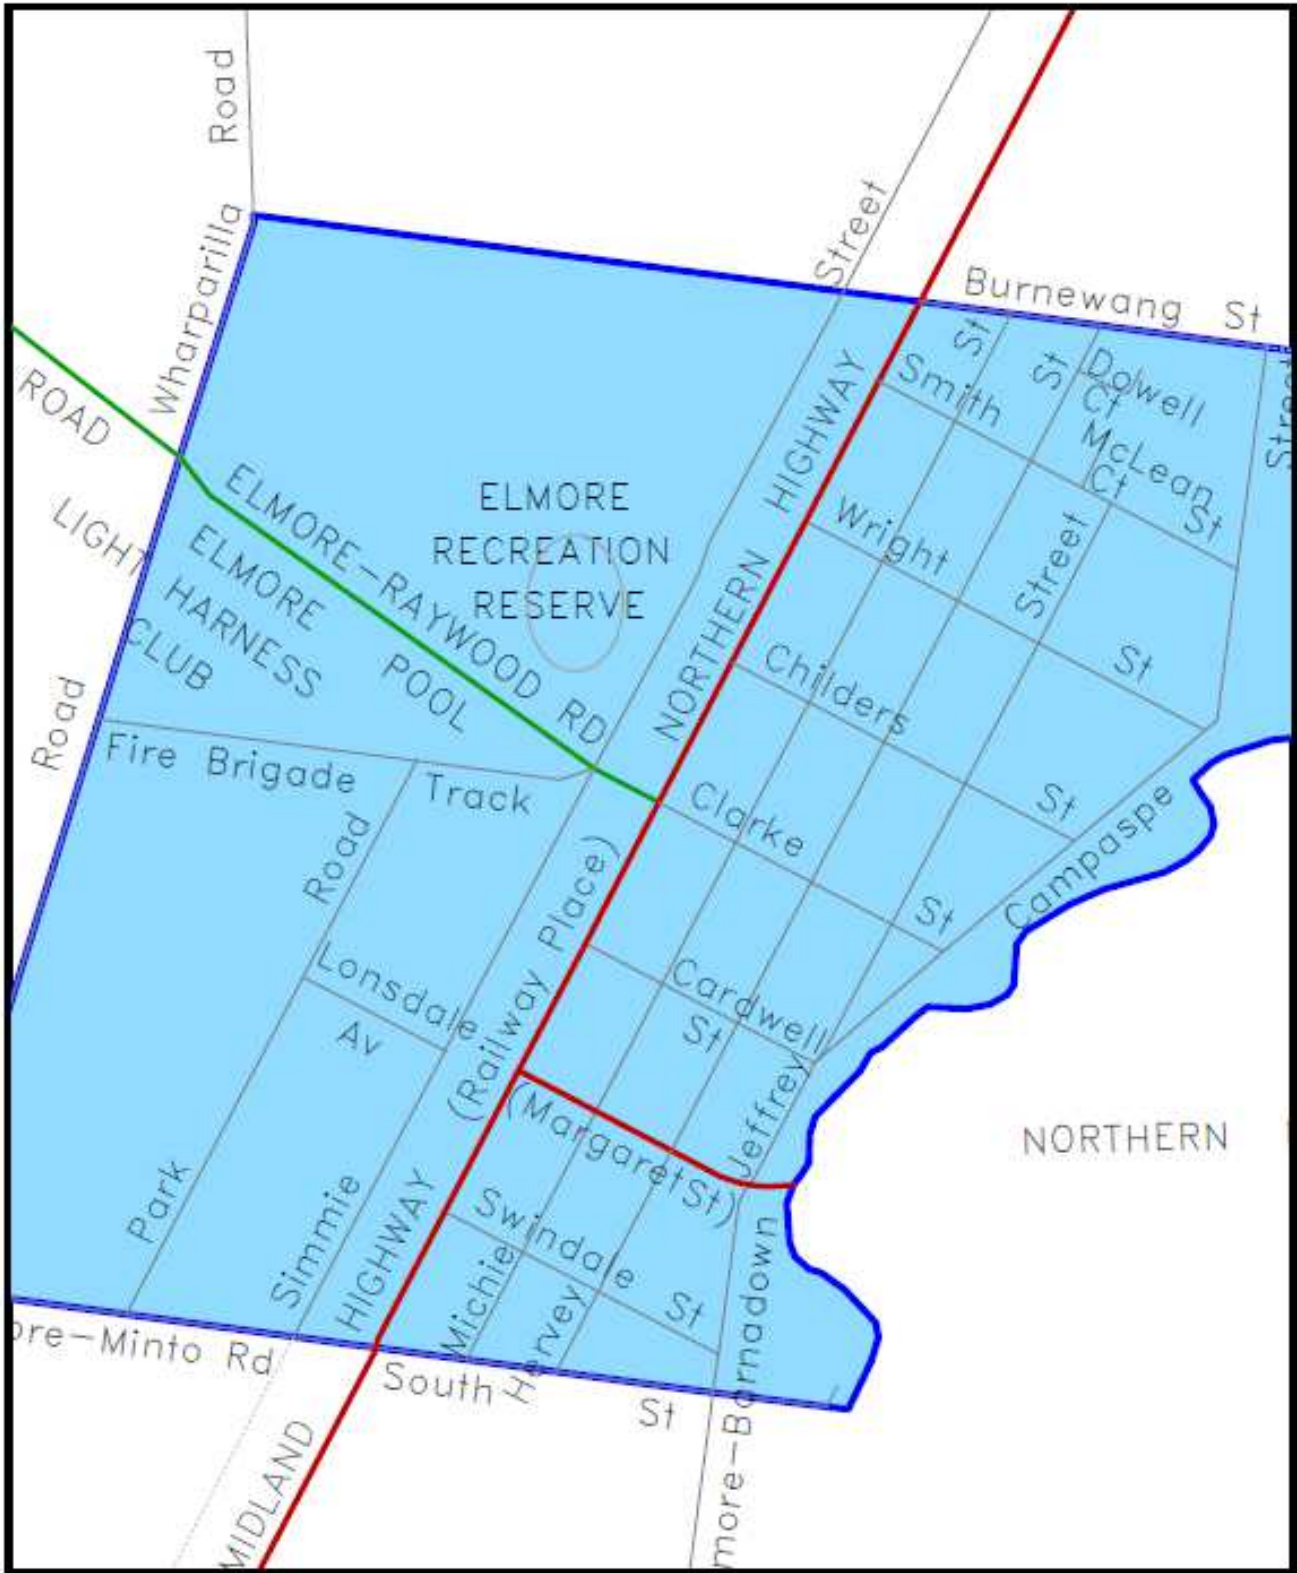 Road
Wharparilla
Street
Burnewang St
ROAD
HIGHWAY
St
Smith
St
Dowell
Ct
Street
McLean
Ct
St
LIGHT
ELMORE-RAYWOOD RD
ELMORE
RECREATION
RESERVE
Wright
ELMORE
HARNESS
CLUB
POOL
NORTHERN
Street
St
Road
Childers
Fire Brigade Track
Clarke
St
Campaspe
Road
(Railway Place)
St
Lonsdale
Av
Cardwell
St
Jeffrey
(Margaret St)
NORTHERN
Park
Simmie
HIGHWAY
Swindale
St
Michie
Hervey
ore-Minto Rd
South St
more-Barnadown
MIDLAND